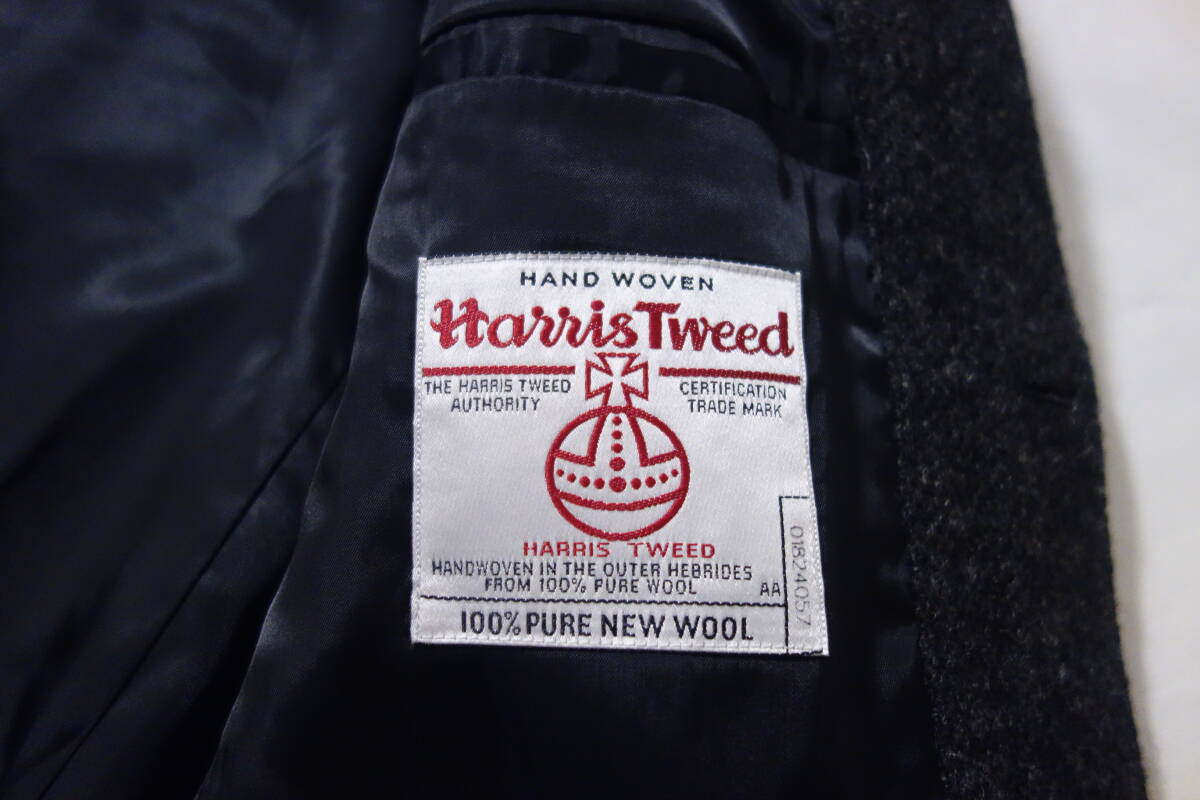 HAND WOVEN
Harris Tweed
THE HARRIS TWEED
AUTHORITY
CERTIFICATION
TRADE MARK
HARRIS TWEED
HANDWOVEN IN THE OUTER HEBRIDES
FROM 100% PURE WOOL
AA
01824057
100% PURE NEW WOOL